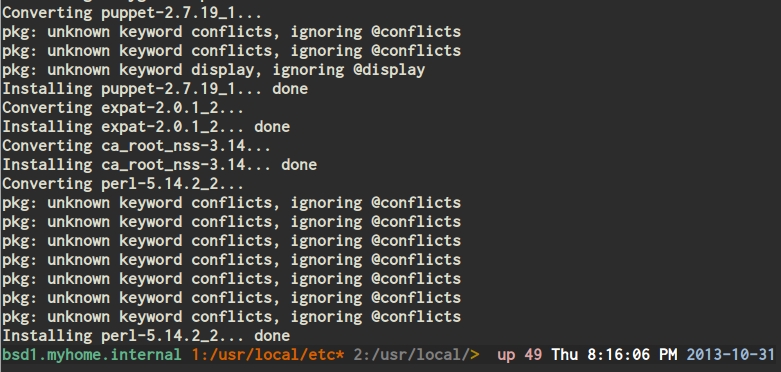 Converting puppet-2.7.19_1...
pkg: unknown keyword conflicts, ignoring @conflicts
pkg: unknown keyword conflicts, ignoring @conflicts
pkg: unknown keyword display, ignoring @display
Installing puppet-2.7.19_1... done
Converting expat-2.0.1_2...
Installing expat-2.0.1_2... done
Converting ca_root_nss-3.14...
Installing ca_root_nss-3.14... done
Converting perl-5.14.2_2...
pkg: unknown keyword conflicts, ignoring @conflicts
pkg: unknown keyword conflicts, ignoring @conflicts
pkg: unknown keyword conflicts, ignoring @conflicts
pkg: unknown keyword conflicts, ignoring @conflicts
pkg: unknown keyword conflicts, ignoring @conflicts
pkg: unknown keyword conflicts, ignoring @conflicts
pkg: unknown keyword conflicts, ignoring @conflicts
Installing perl-5.14.2_2... done
bsd1.myhome.internal 1:/usr/local/etc* 2:/usr/local/> up 49 Thu 8:16:06 PM 2013-10-31